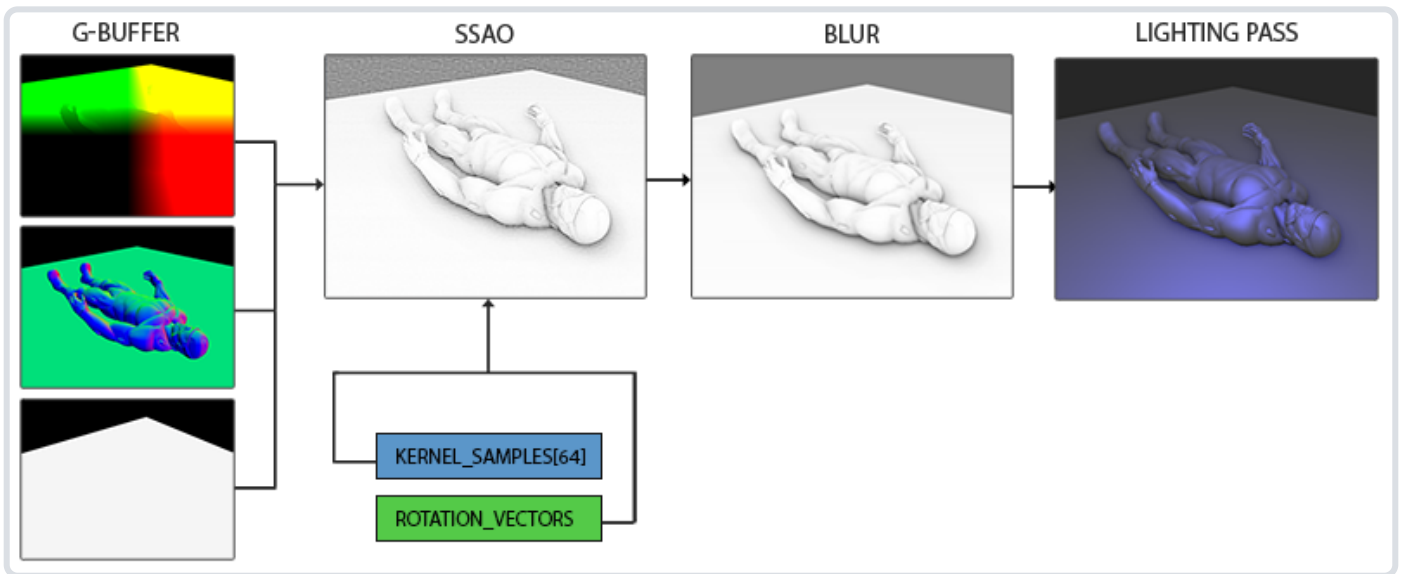 G-BUFFER
SSAO
BLUR
LIGHTING PASS
KERNEL_SAMPLES[64]
ROTATION_VECTORS